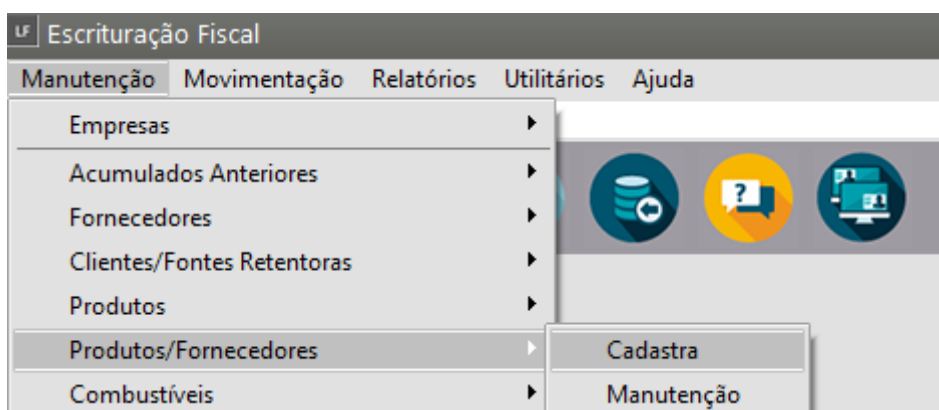 LF Escrituração Fiscal
Manutenção Movimentação Relatórios Utilitários Ajuda
Empresas
Acumulados Anteriores
Fornecedores
Clientes/Fontes Retentoras
Produtos
Produtos/Fornecedores
Cadastra
Combustíveis
Manutenção
?